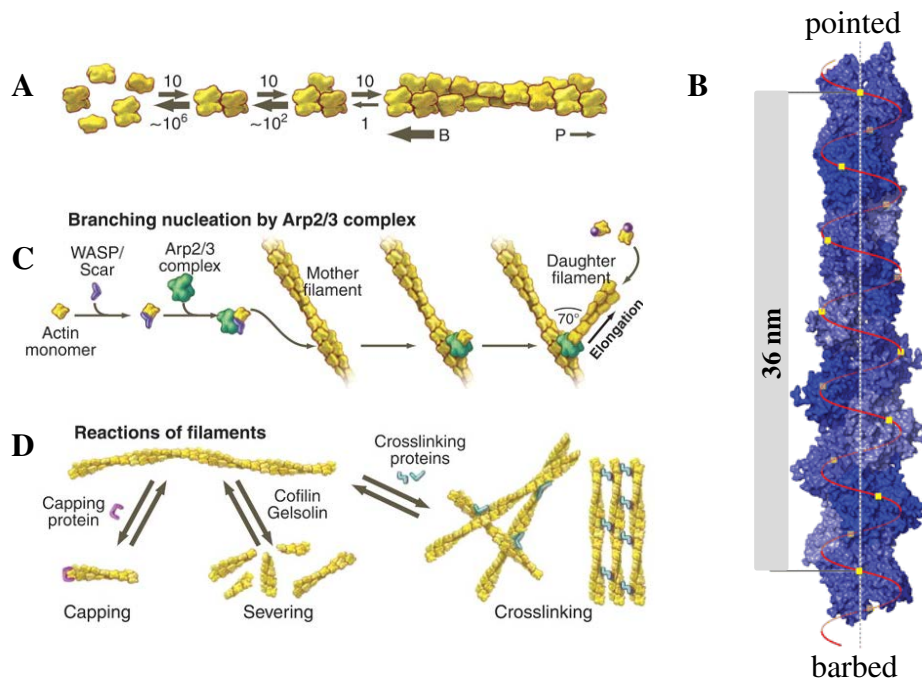 A
10
10
10
~10⁶
~10²
1
B
P
B
pointed
36 nm
barbed
Branching nucleation by Arp2/3 complex
C
WASP/
Scar
Arp2/3
complex
Actin
monomer
Mother
filament
Daughter
filament
70°
Elongation
D
Reactions of filaments
Capping
protein
Cofilin
Gelsolin
Crosslinking
proteins
Capping
Severing
Crosslinking